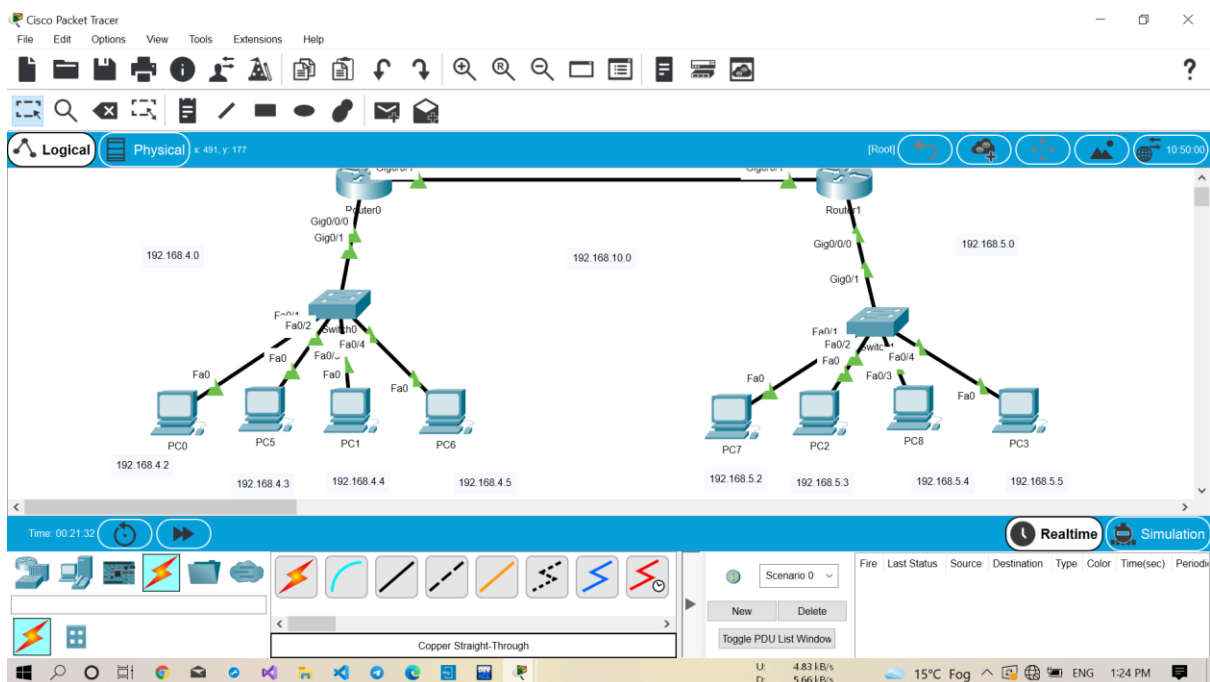 Cisco Packet Tracer
File Edit Options View Tools Extensions Help
?
Logical Physical x: 491, y: 177 [Root] 10:50:00
Router0 Router1
Gig0/0/0
Gig0/1
Gig0/0/0
Gig0/1
192.168.4.0 192.168.10.0 192.168.5.0
Fa0/2
Fa0/4
Fa0 Fa0 Fa0 Fa0
Fa0/1
Fa0/2
Fa0/4
Fa0/3
Fa0 Fa0 Fa0
PC0 PC5 PC1 PC6 PC7 PC2 PC8 PC3
192.168.4.2 192.168.4.3 192.168.4.4 192.168.4.5 192.168.5.2 192.168.5.3 192.168.5.4 192.168.5.5
Time: 00:21:32 Realtime Simulation
Scenario 0
Fire Last Status Source Destination Type Color Time(sec)
New Delete
Toggle PDU List Window
Copper Straight-Through
U: 4.83 kB/s
D: 5.66 kB/s
15°C Fog ENG 1:24 PM